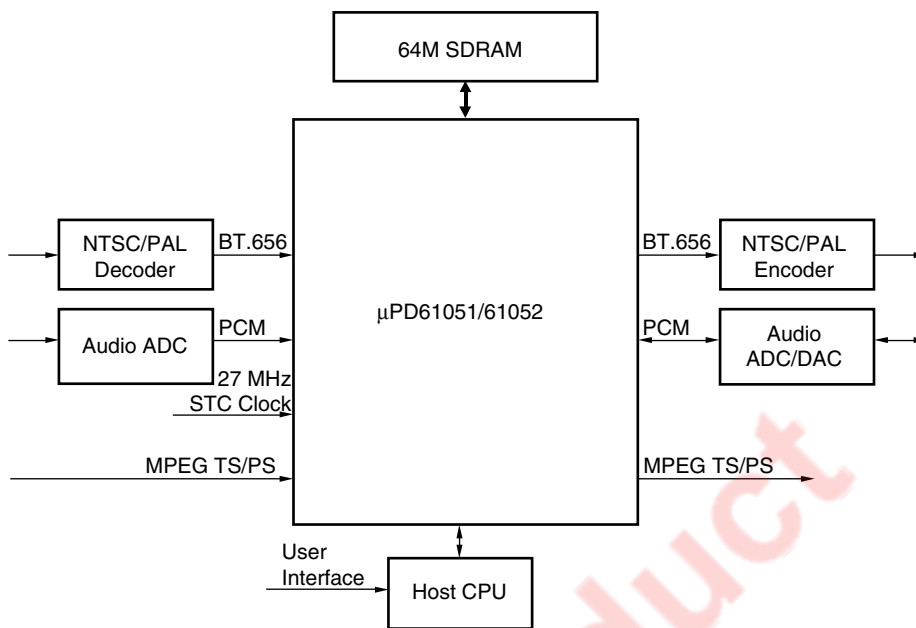 64M SDRAM
NTSC/PAL
Decoder
BT.656
μPD61051/61052
BT.656
NTSC/PAL
Encoder
Audio ADC
PCM
PCM
Audio
ADC/DAC
27 MHz
STC Clock
MPEG TS/PS
MPEG TS/PS
User
Interface
Host CPU
duct